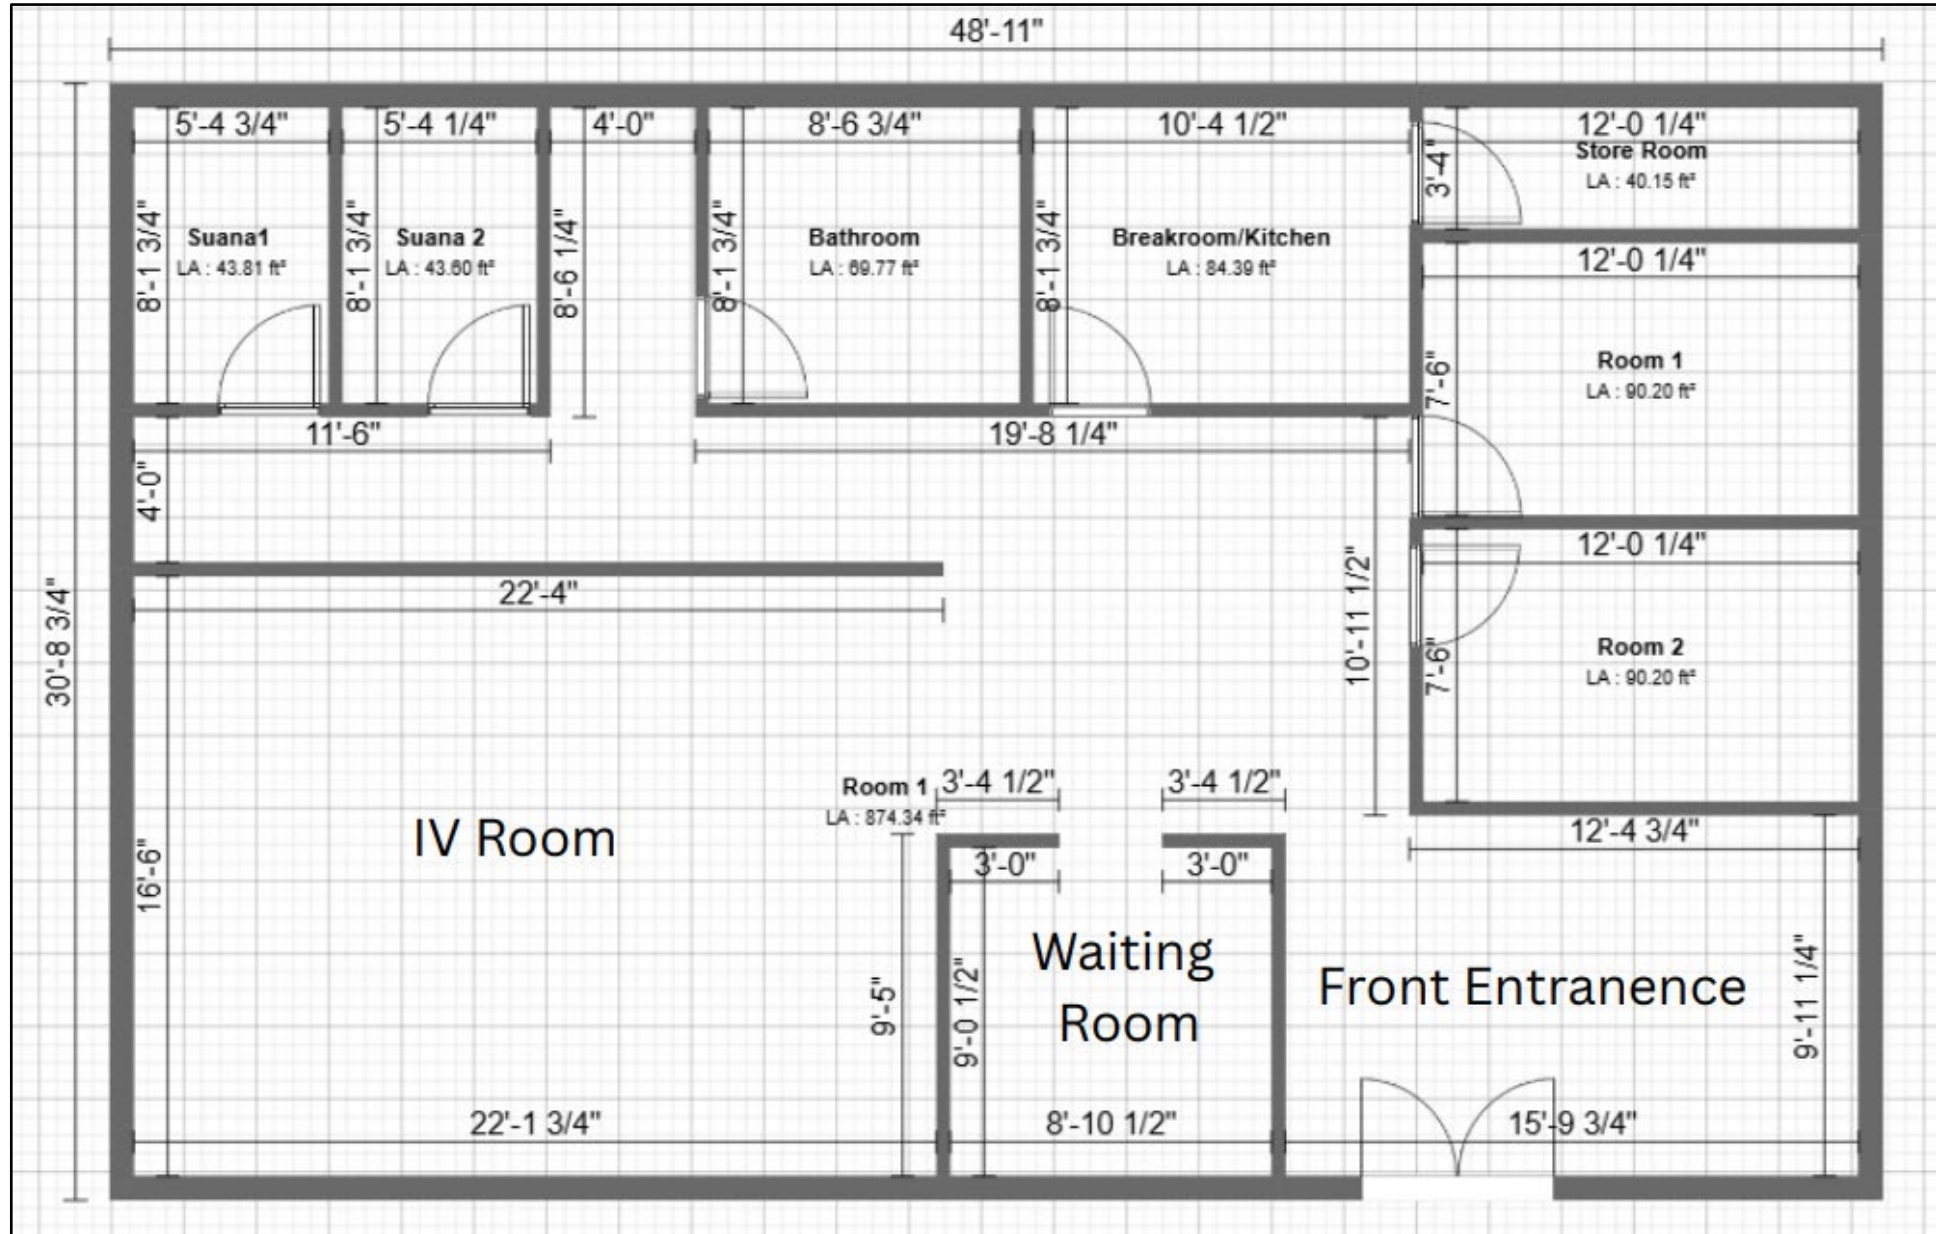 48'-11"
5'-4 3/4"
5'-4 1/4"
4'-0"
8'-6 3/4"
10'-4 1/2"
12'-0 1/4"
Store Room
LA : 40.15 ft²
3'-4"
8'-1 3/4"
Suana1
LA : 43.81 ft²
8'-1 3/4"
Suana 2
LA : 43.60 ft²
8'-6 1/4"
8'-1 3/4"
Bathroom
LA : 69.77 ft²
8'-1 3/4"
Breakroom/Kitchen
LA : 84.39 ft²
12'-0 1/4"
7'-6"
Room 1
LA : 90.20 ft²
11'-6"
19'-8 1/4"
4'-0"
12'-0 1/4"
30'-8 3/4"
22'-4"
10'-11 1/2"
7'-6"
Room 2
LA : 90.20 ft²
Room 1
LA : 874.34 ft²
3'-4 1/2"
3'-4 1/2"
IV Room
16'-6"
12'-4 3/4"
3'-0"
3'-0"
Waiting
Room
Front Entranence
9'-5"
9'-0 1/2"
9'-11 1/4"
22'-1 3/4"
8'-10 1/2"
15'-9 3/4"